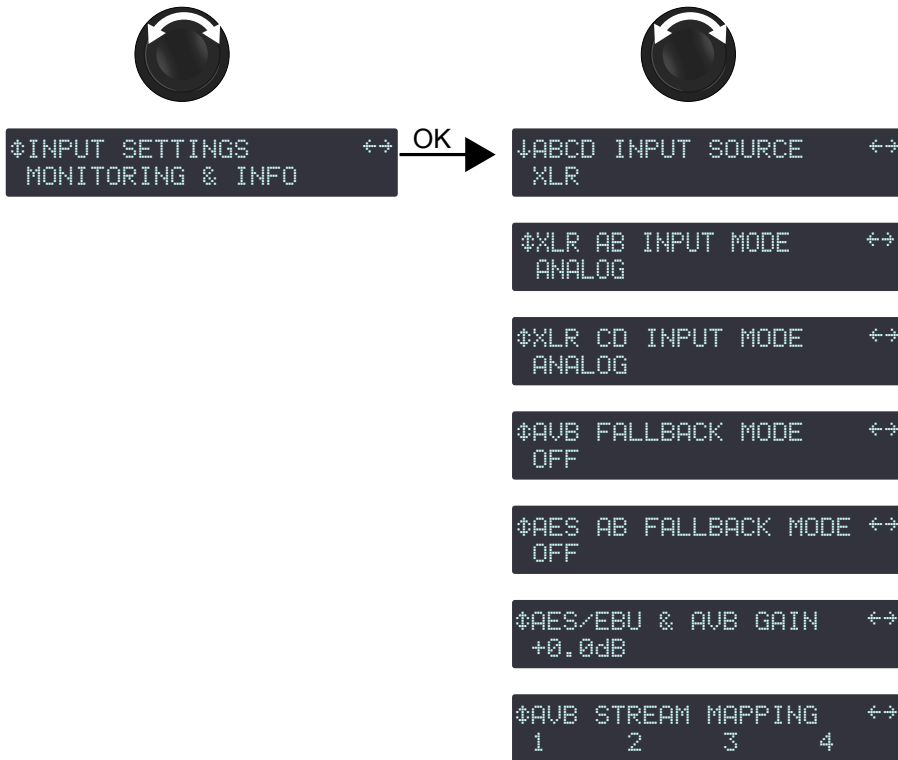 ↕INPUT SETTINGS ←→
MONITORING & INFO
OK
↓ABCD INPUT SOURCE ←→
XLR
↕XLR AB INPUT MODE ←→
ANALOG
↕XLR CD INPUT MODE ←→
ANALOG
↕AVB FALLBACK MODE ←→
OFF
↕AES AB FALLBACK MODE ←→
OFF
↕AES/EBU & AVB GAIN ←→
+0.0dB
↕AVB STREAM MAPPING ←→
1 2 3 4